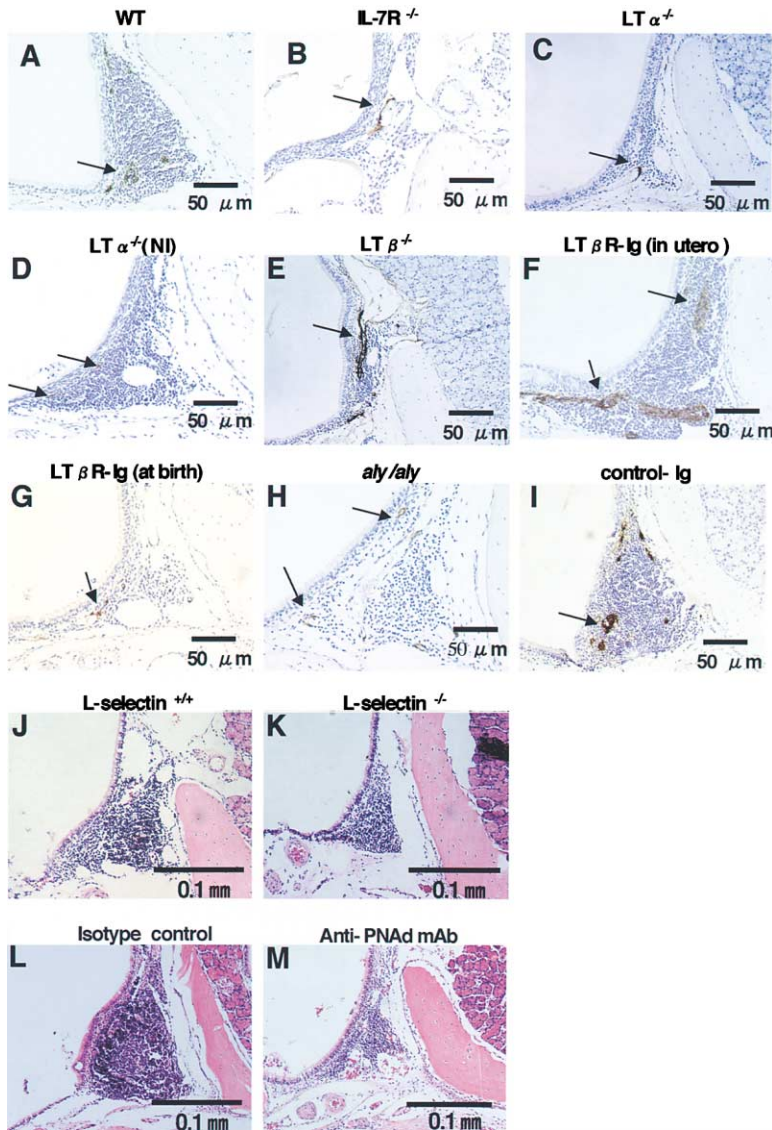 WT
IL-7R -/-
LT α-/-
A
B
C
50 μm
50 μm
50 μm
LT α-/-(NI)
LT β-/-
LT βR-Ig (in utero )
D
E
F
50 μm
50 μm
50 μm
LT βR-Ig (at birth)
aly/aly
control- Ig
G
H
I
50 μm
50 μm
50 μm
L-selectin +/+
L-selectin -/-
J
K
0.1 mm
0.1 mm
Isotype control
Anti-PNAd mAb
L
M
0.1 mm
0.1 mm